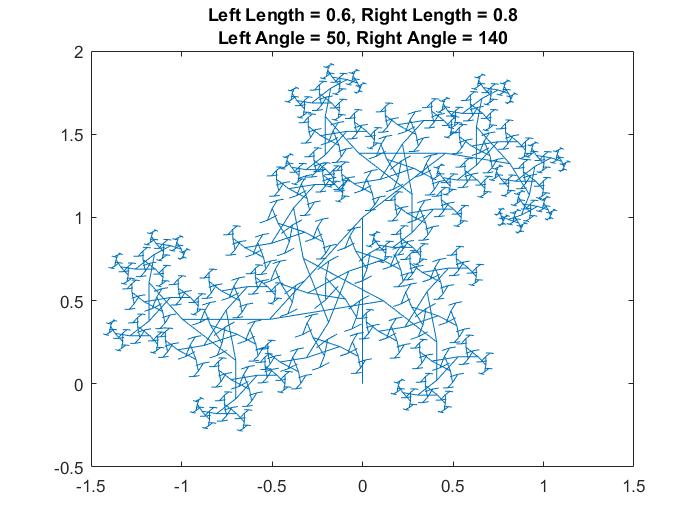 Left Length = 0.6, Right Length = 0.8
Left Angle = 50, Right Angle = 140
2
1.5
1
0.5
0
-0.5
-1.5 -1 -0.5 0 0.5 1 1.5